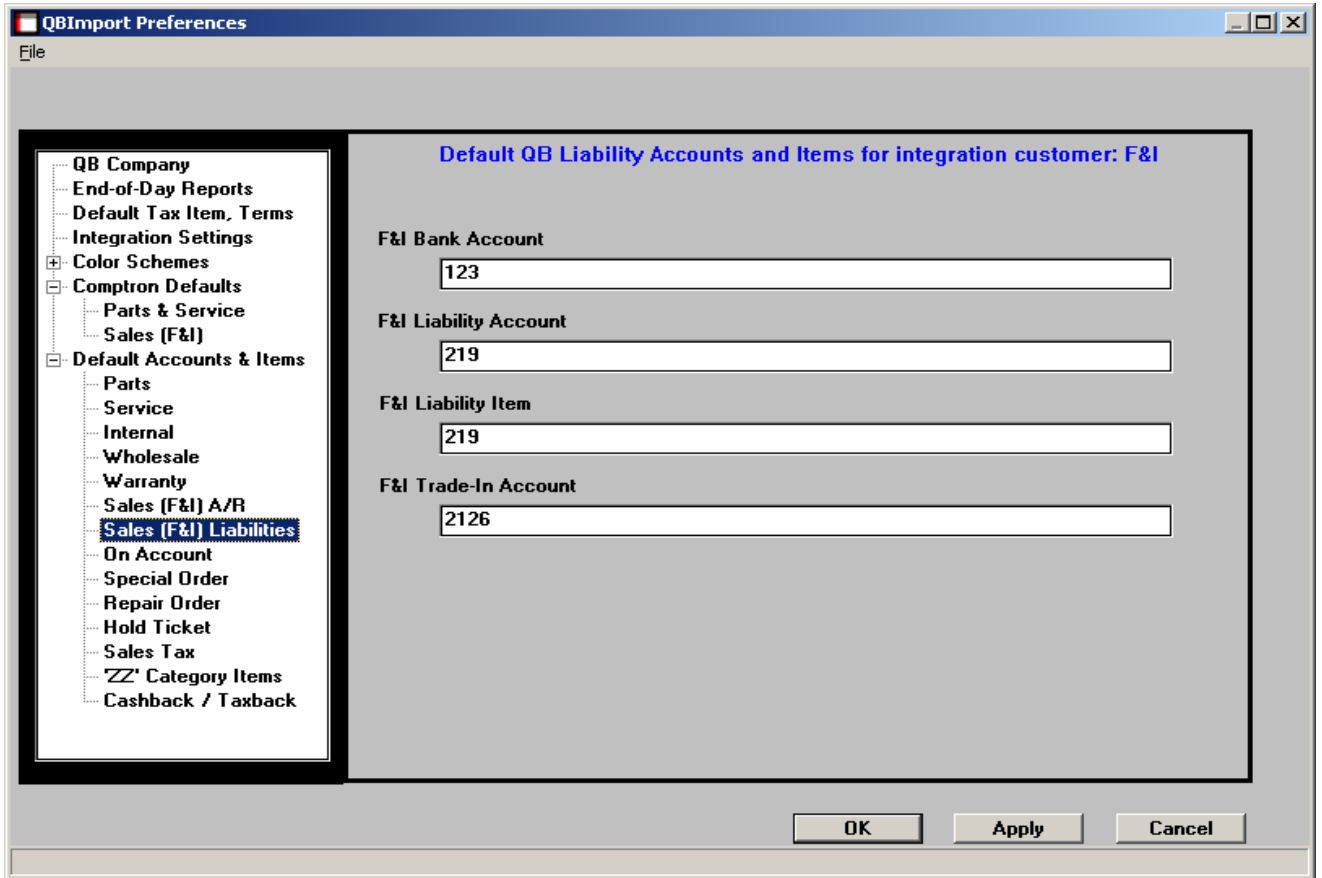 QBImport Preferences
File
QB Company
End-of-Day Reports
Default Tax Item, Terms
Integration Settings
Color Schemes
Comptron Defaults
Parts & Service
Sales (F&I)
Default Accounts & Items
Parts
Service
Internal
Wholesale
Warranty
Sales (F&I) A/R
Sales (F&I) Liabilities
On Account
Special Order
Repair Order
Hold Ticket
Sales Tax
'ZZ' Category Items
Cashback / Taxback
Default QB Liability Accounts and Items for integration customer: F&I
F&I Bank Account
123
F&I Liability Account
219
F&I Liability Item
219
F&I Trade-In Account
2126
OK Apply Cancel